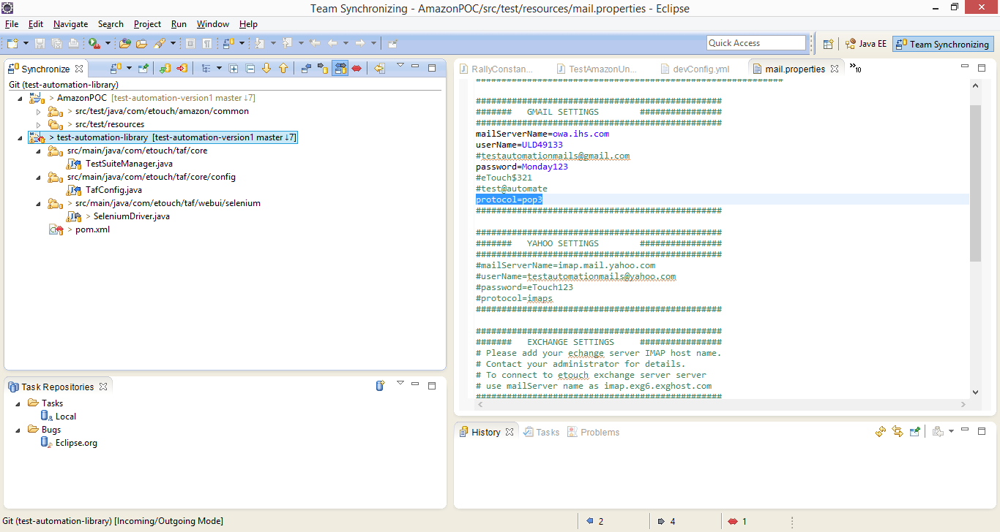 Team Synchronizing - AmazonPOC/src/test/resources/mail.properties - Eclipse
File Edit Navigate Search Project Run Window Help
Quick Access
Java EE
Team Synchronizing
Synchronize
Git (test-automation-library)
> AmazonPOC [test-automation-version1 master ↓7]
> src/test/java/com/etouch/amazon/common
> src/test/resources
> test-automation-library [test-automation-version1 master ↓7]
src/main/java/com/etouch/taf/core
TestSuiteManager.java
src/main/java/com/etouch/taf/core/config
TafConfig.java
> src/main/java/com/etouch/taf/webui/selenium
> SeleniumDriver.java
> pom.xml
Task Repositories
Tasks
Local
Bugs
Eclipse.org
RallyConstan... TestAmazonUn... devConfig.yml mail.properties »10
############################################################
################################################
####### GMAIL SETTINGS ################
################################################
mailServerName=owa.ihs.com
userName=ULD49133
#testautomationmails@gmail.com
password=Monday123
#eTouch$321
#test@automate
protocol=pop3
################################################
################################################
####### YAHOO SETTINGS ################
################################################
#mailServerName=imap.mail.yahoo.com
#userName=testautomationmails@yahoo.com
#password=eTouch123
#protocol=imaps
################################################
################################################
####### EXCHANGE SETTINGS ################
# Please add your echange server IMAP host name.
# Contact your administrator for details.
# To connect to etouch exchange server server
# use mailServer name as imap.exg6.exghost.com
################################################
History Tasks Problems
Git (test-automation-library) [Incoming/Outgoing Mode]
2
4
1